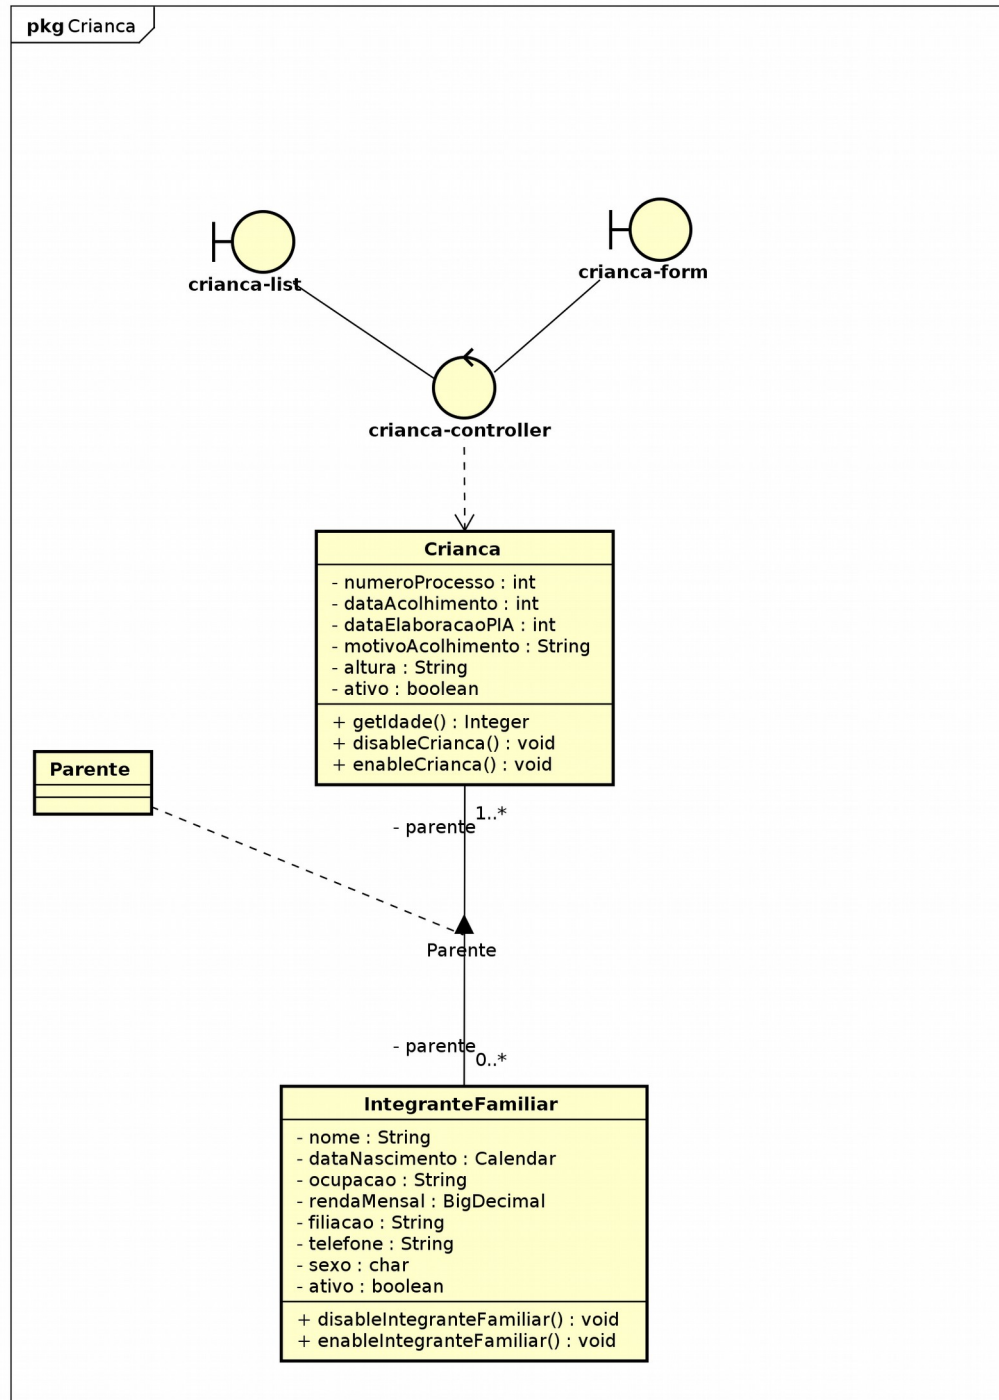 pkg Crianca
crianca-list
crianca-form
crianca-controller
Crianca
- numeroProcesso : int
- dataAcolhimento : int
- dataElaboracaoPIA : int
- motivoAcolhimento : String
- altura : String
- ativo : boolean
+ getIdade() : Integer
+ disableCrianca() : void
+ enableCrianca() : void
Parente
1..*
- parente
Parente
- parente
0..*
IntegranteFamiliar
- nome : String
- dataNascimento : Calendar
- ocupacao : String
- rendaMensal : BigDecimal
- filiacao : String
- telefone : String
- sexo : char
- ativo : boolean
+ disableIntegranteFamiliar() : void
+ enableIntegranteFamiliar() : void